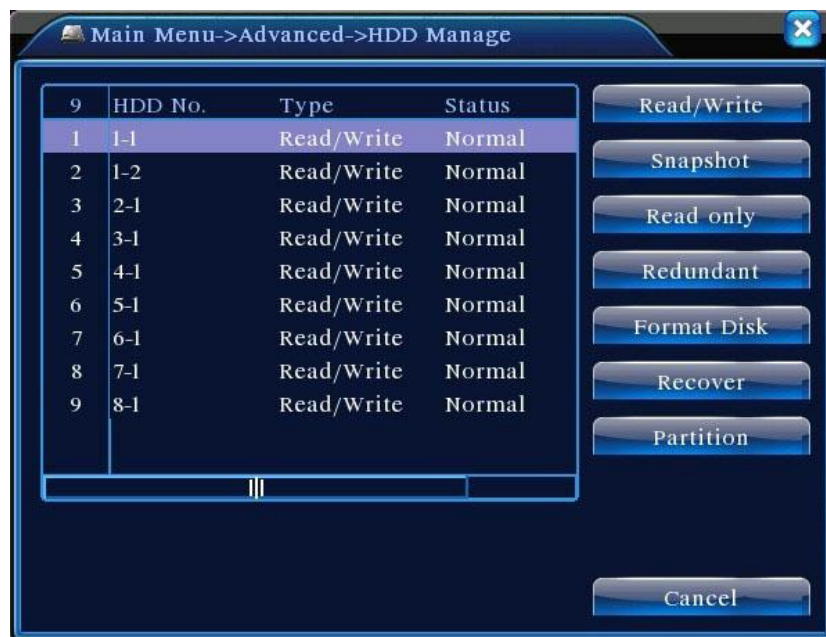 Main Menu->Advanced->HDD Manage
9 HDD No. Type Status
1 1-1 Read/Write Normal
2 1-2 Read/Write Normal
3 2-1 Read/Write Normal
4 3-1 Read/Write Normal
5 4-1 Read/Write Normal
6 5-1 Read/Write Normal
7 6-1 Read/Write Normal
8 7-1 Read/Write Normal
9 8-1 Read/Write Normal
Read/Write
Snapshot
Read only
Redundant
Format Disk
Recover
Partition
Cancel